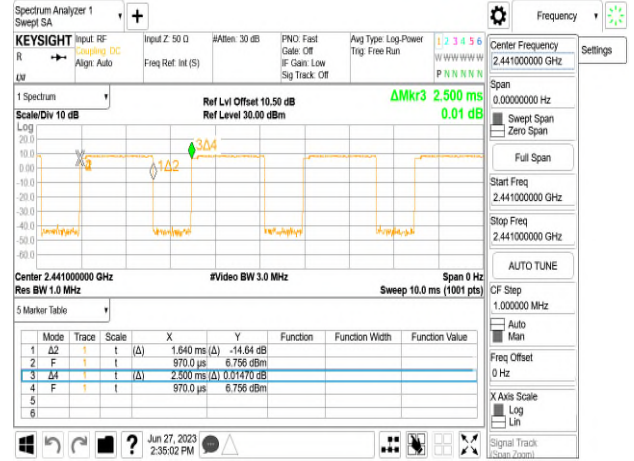 Spectrum Analyzer 1
Swept SA
+
Frequency
KEYSIGHT Input: RF Input Z: 50 Ω #Atten: 30 dB PNO: Fast Avg Type: Log-Power 1 2 3 4 5 6
R Coupling: DC Gate: Off Trig: Free Run W W W W W W
Align: Auto Freq Ref: Int (S) IF Gain: Low
Sig Track: Off P N N N N N
Center Frequency
2.441000000 GHz
Settings
1 Spectrum
Scale/Div 10 dB
Ref Lvl Offset 10.50 dB
Ref Level 30.00 dBm
ΔMkr3 2.500 ms
0.01 dB
Log
20.0
10.0
0.00
-10.0
-20.0
-30.0
-40.0
-50.0
-60.0
1Δ2
3Δ4
Center 2.441000000 GHz #Video BW 3.0 MHz Span 0 Hz
Res BW 1.0 MHz Sweep 10.0 ms (1001 pts)
Span
0.00000000 Hz
Swept Span
Zero Span
Full Span
Start Freq
2.441000000 GHz
Stop Freq
2.441000000 GHz
AUTO TUNE
CF Step
1.000000 MHz
Auto
Man
Freq Offset
0 Hz
X Axis Scale
Log
Lin
Signal Track
(Span Zoom)
5 Marker Table
Mode Trace Scale X Y Function Function Width Function Value
1 Δ2 1 t (Δ) 1.640 ms (Δ) -14.64 dB
2 F 1 t 970.0 µs 6.756 dBm
3 Δ4 1 t (Δ) 2.500 ms (Δ) 0.01470 dB
4 F 1 t 970.0 µs 6.756 dBm
5
6
?
Jun 27, 2023
2:35:02 PM